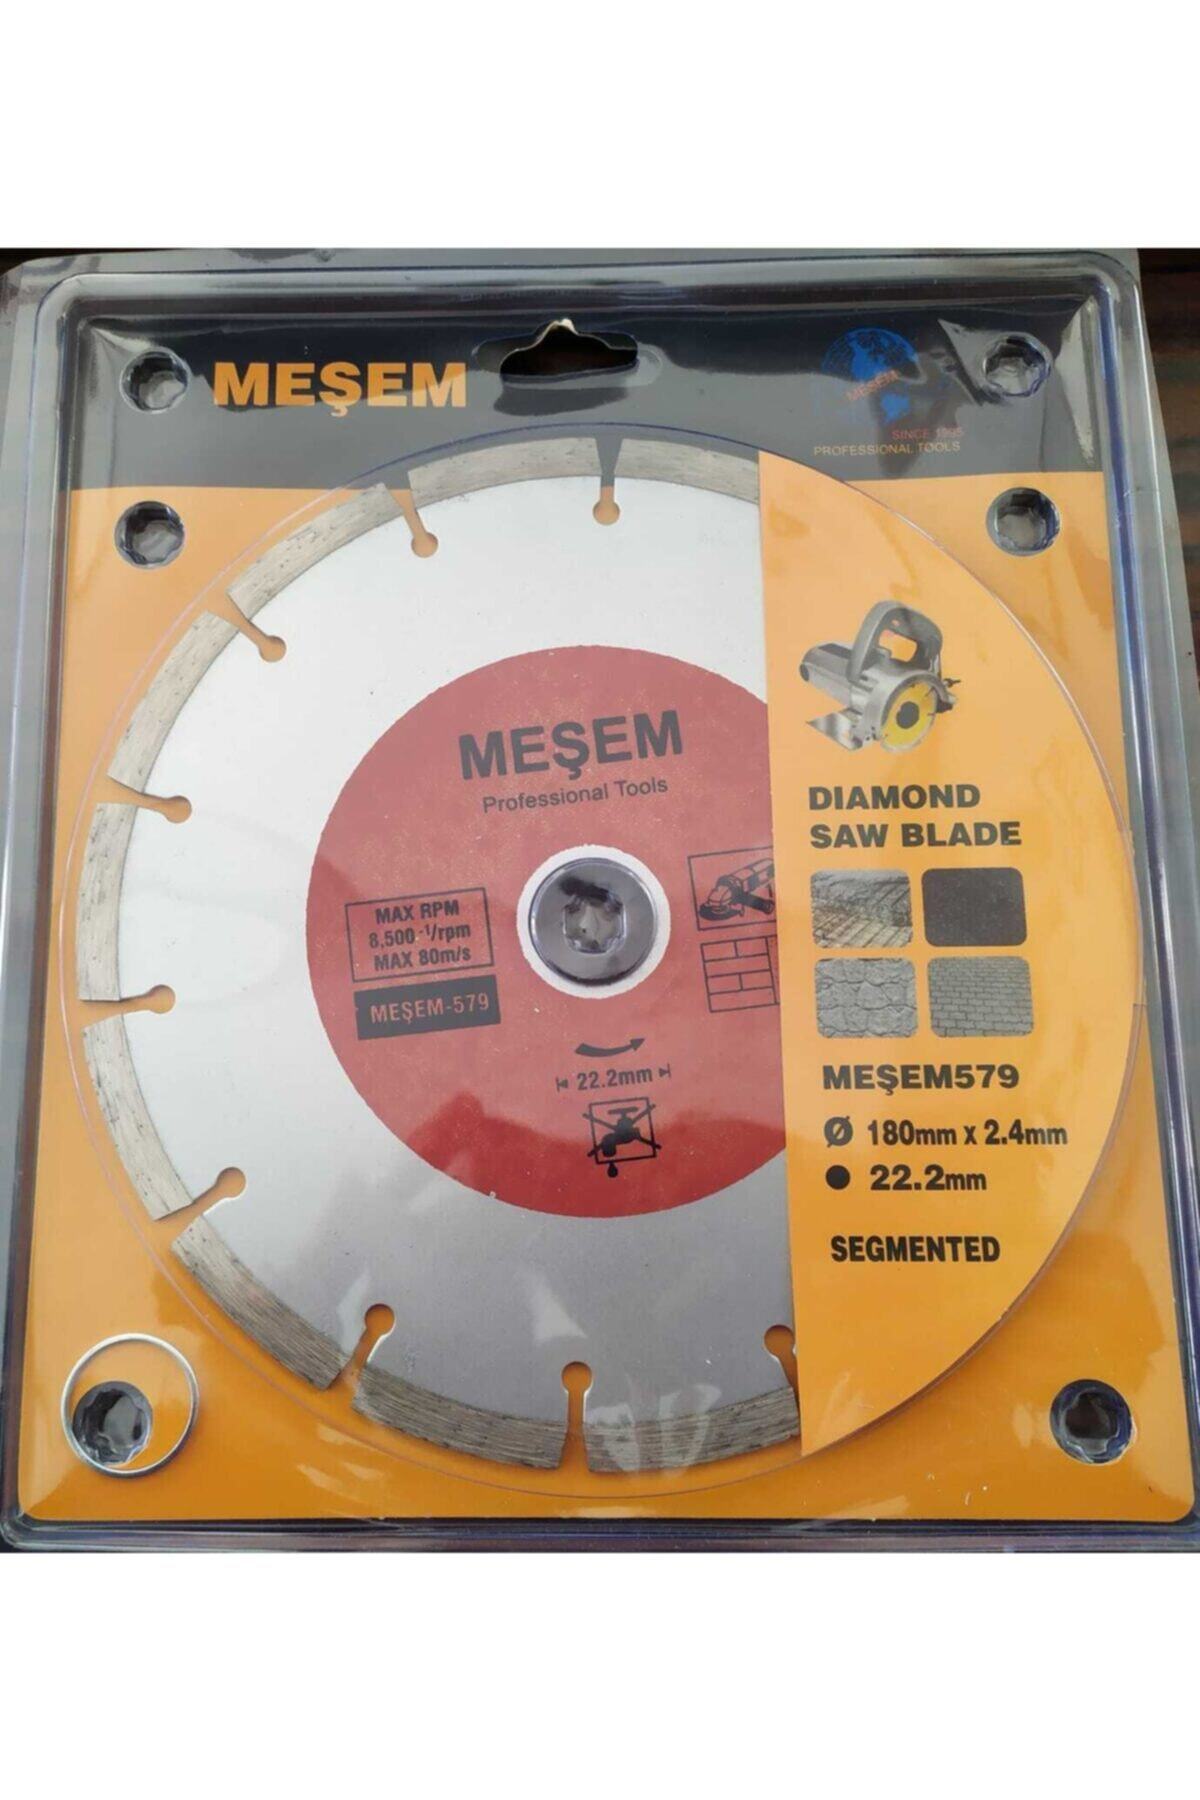 MEŞEM
MEŞEM
SINCE 1995
PROFESSIONAL TOOLS
MEŞEM
Professional Tools
MAX RPM
8,500⁻¹/rpm
MAX 80m/s
MEŞEM-579
22.2mm
DIAMOND
SAW BLADE
MEŞEM579
Ø 180mm x 2.4mm
● 22.2mm
SEGMENTED